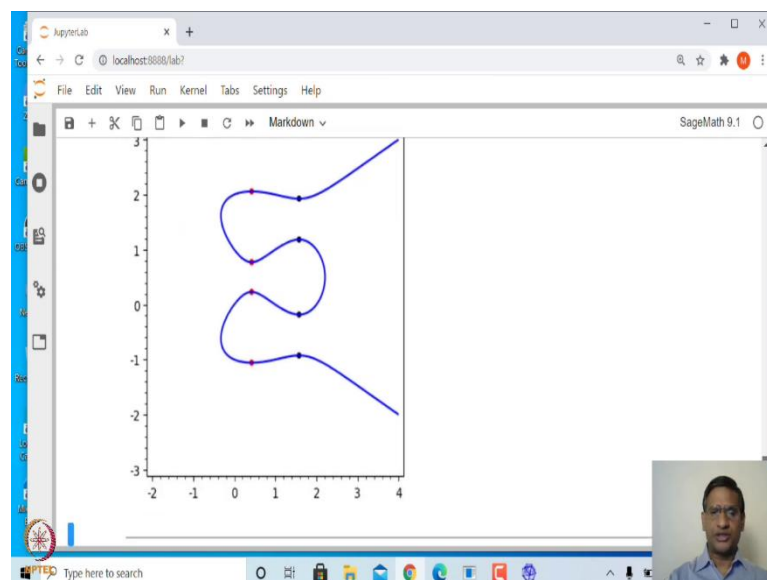 JupyterLab × +
localhost:8888/lab? M
File Edit View Run Kernel Tabs Settings Help
Markdown SageMath 9.1
3
2
1
0
-1
-2
-3
-2 -1 0 1 2 3 4
Type here to search